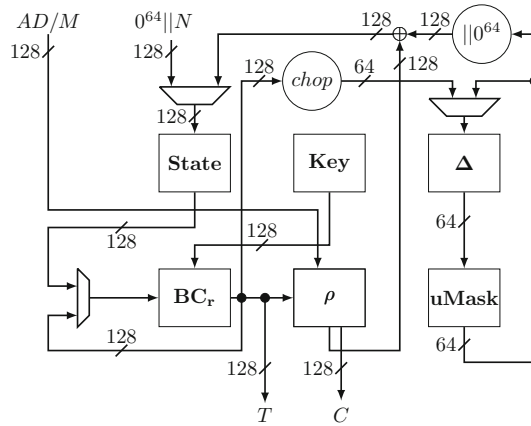 AD/M 0^64||N 128 128 ||0^64
128 128 128
128 chop 64
128
State Key Δ
128 128 64
BC_r ρ uMask
128 64
128 128
T C